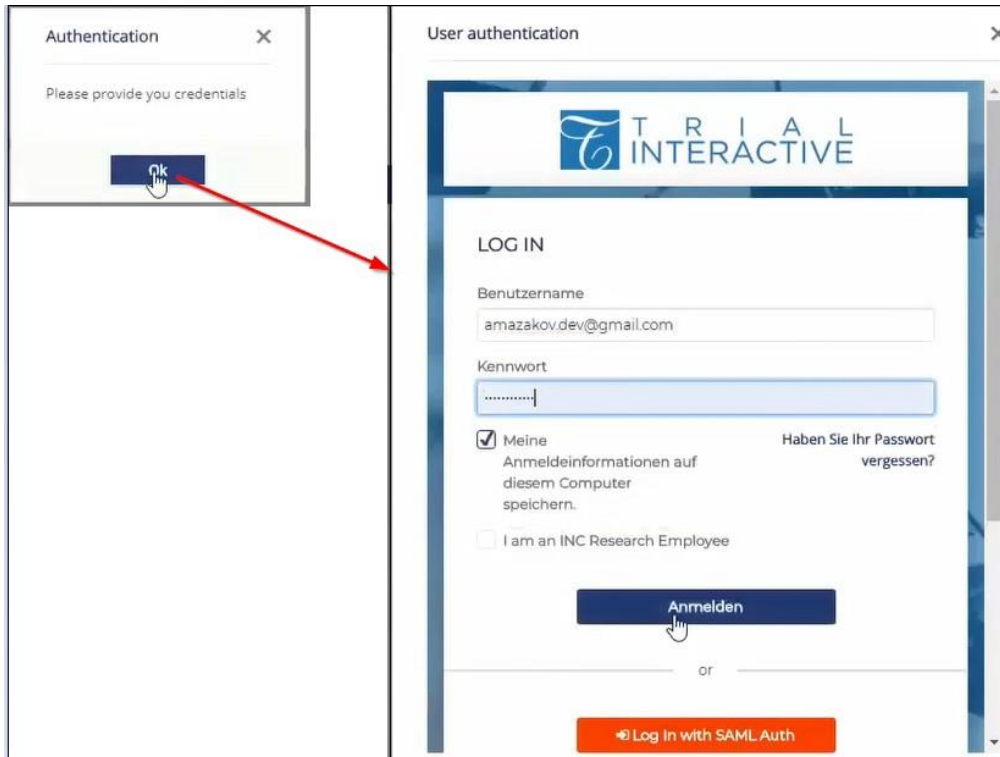 Authentication
Please provide you credentials
Ok
User authentication
TRIAL
INTERACTIVE
LOG IN
Benutzername
amazakov.dev@gmail.com
Kennwort
............
Meine
Anmeldeinformationen auf
diesem Computer
speichern.
Haben Sie Ihr Passwort
vergessen?
I am an INC Research Employee
Anmelden
or
Log In with SAML Auth